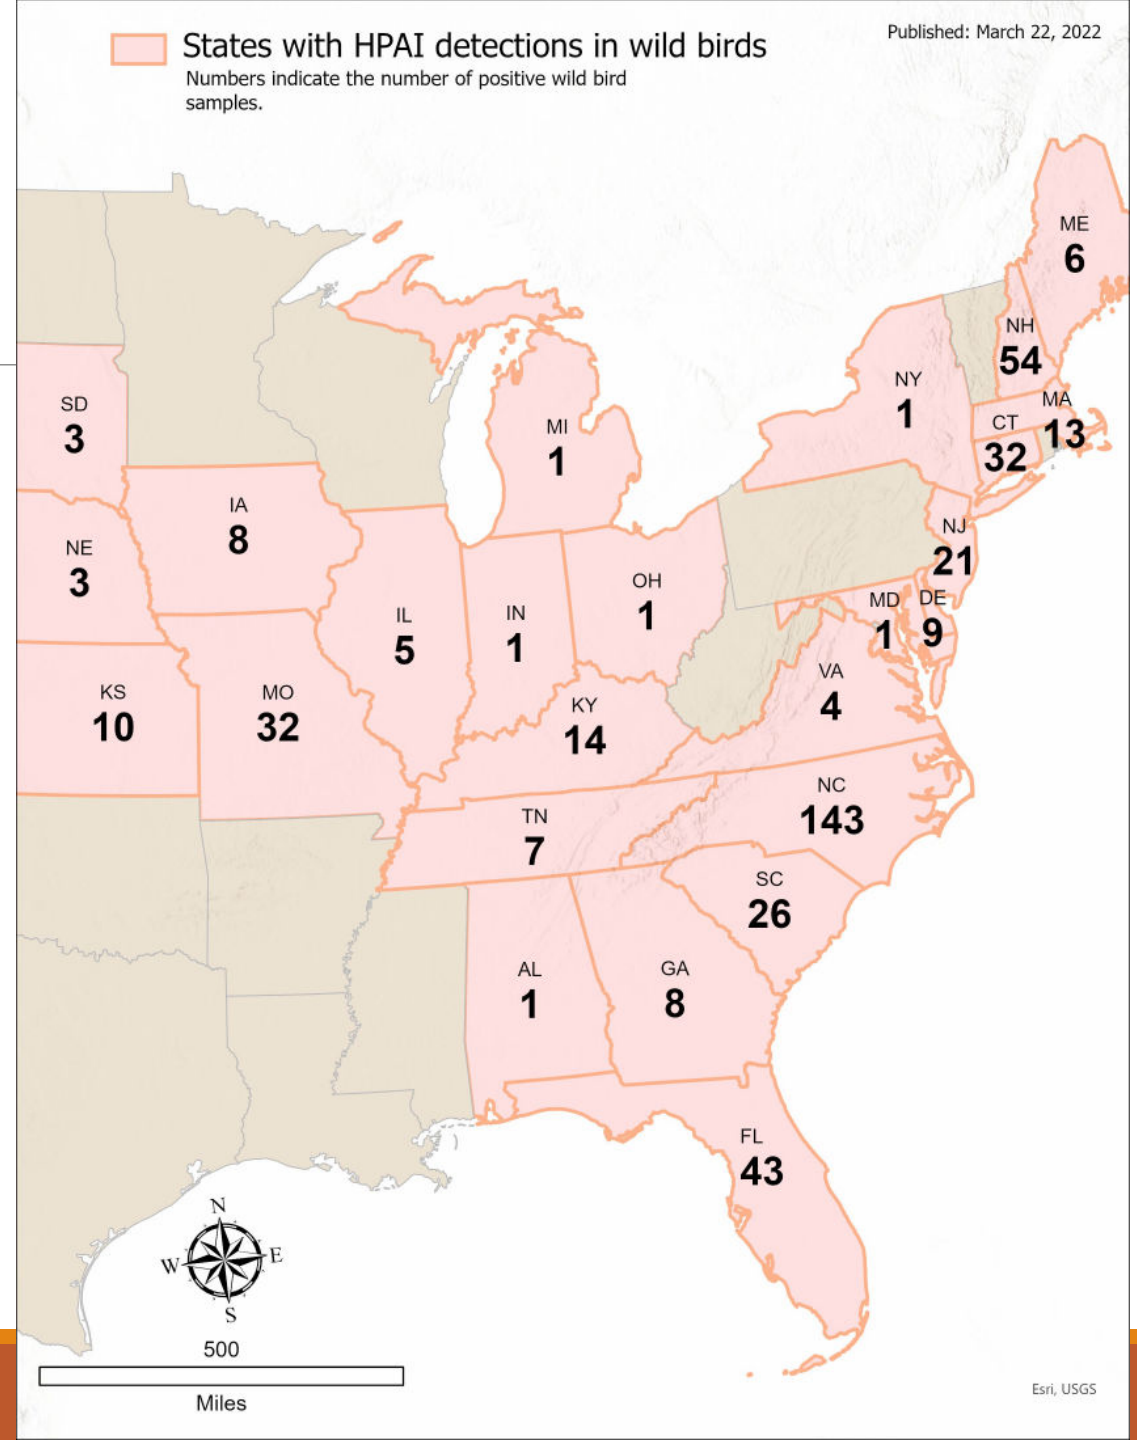 States with HPAI detections in wild birds
Published: March 22, 2022
Numbers indicate the number of positive wild bird
samples.
ME
6
NH
54
NY
1
MA
13
CT
32
SD
3
MI
1
IA
8
NJ
21
NE
3
OH
1
MD
1
DE
9
IL
5
IN
1
VA
4
KS
10
MO
32
KY
14
NC
143
TN
7
SC
26
AL
1
GA
8
FL
43
N
W
E
S
500
Miles
Esri, USGS